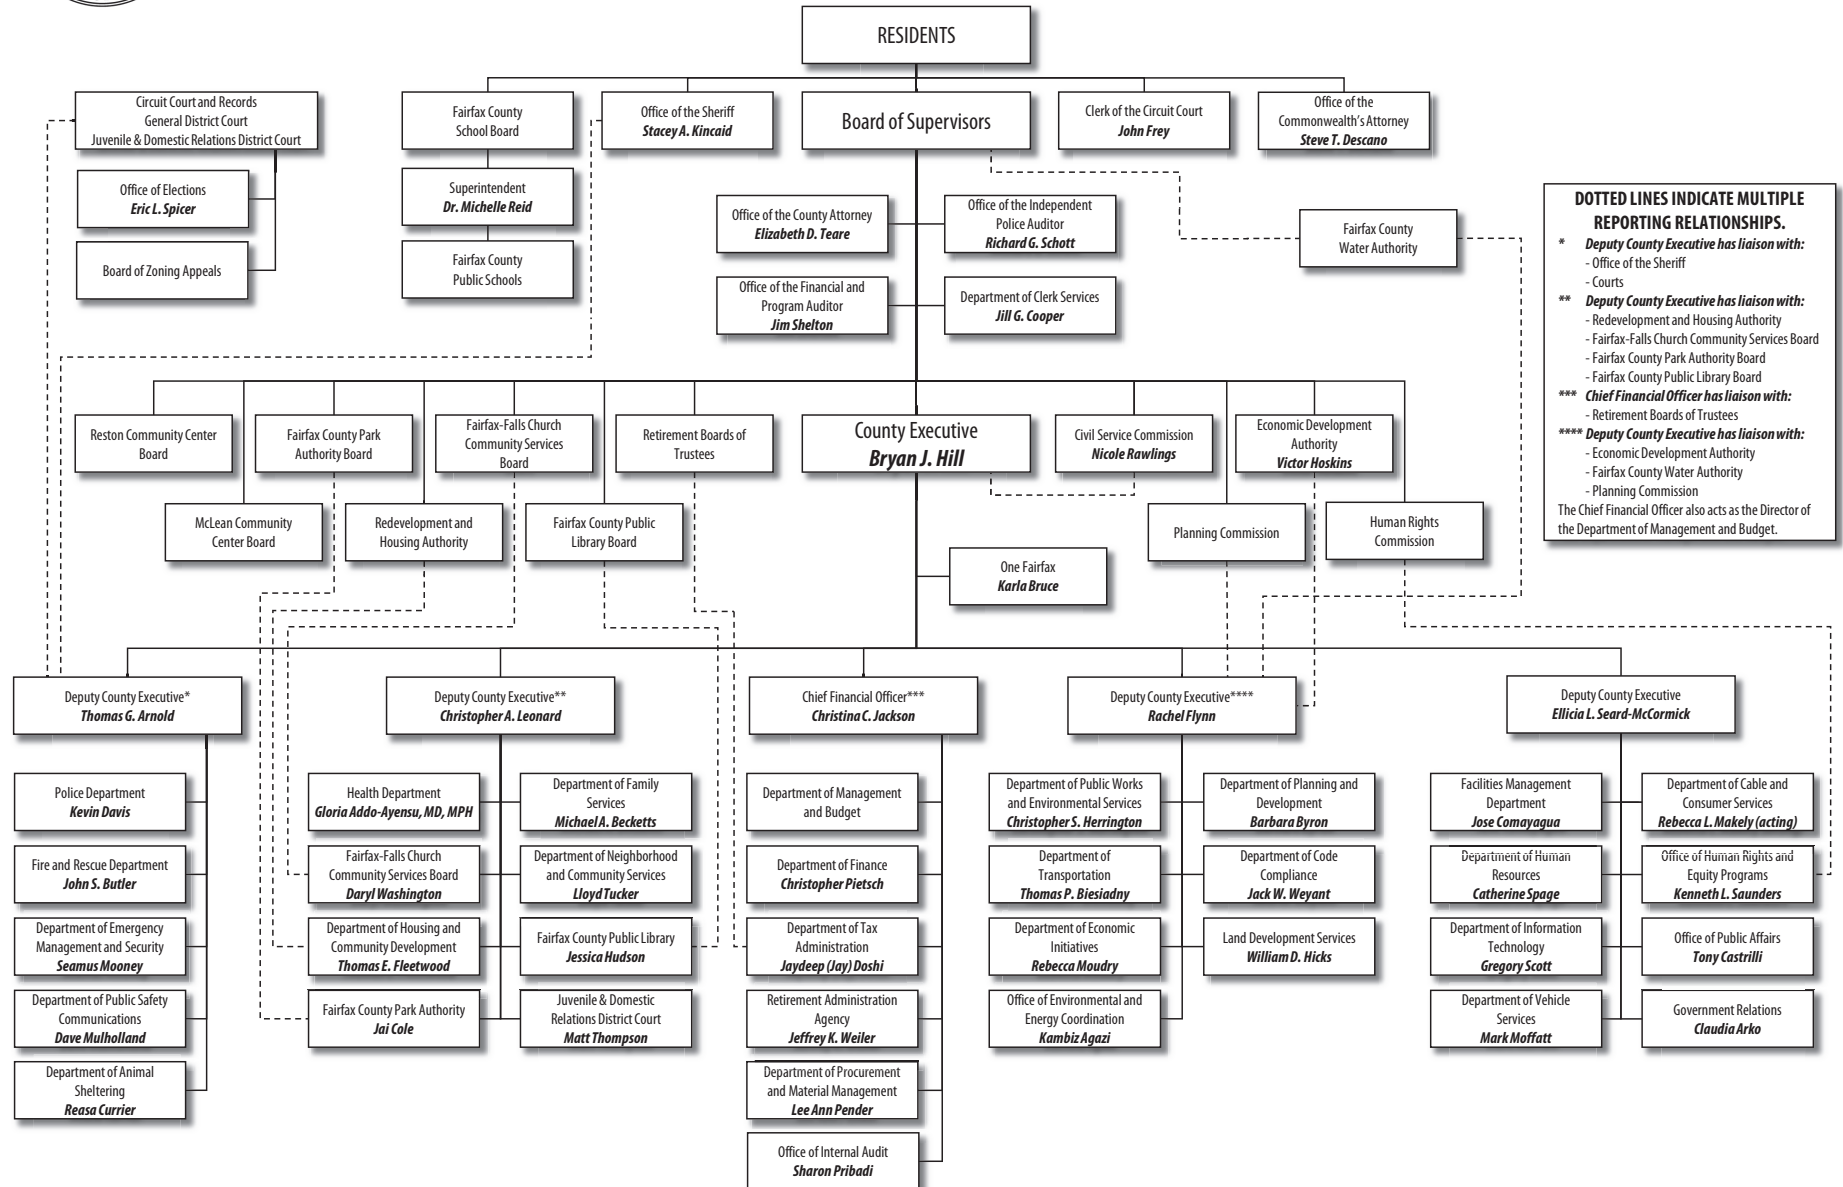 RESIDENTS
Circuit Court and Records
General District Court
Juvenile & Domestic Relations District Court
Fairfax County
School Board
Office of the Sheriff
Stacey A. Kincaid
Board of Supervisors
Clerk of the Circuit Court
John Frey
Office of the
Commonwealth's Attorney
Steve T. Descano
Office of Elections
Eric L. Spicer
Board of Zoning Appeals
Superintendent
Dr. Michelle Reid
Fairfax County
Public Schools
Office of the County Attorney
Elizabeth D. Teare
Office of the Independent
Police Auditor
Richard G. Schott
Office of the Financial and
Program Auditor
Jim Shelton
Department of Clerk Services
Jill G. Cooper
Fairfax County
Water Authority
DOTTED LINES INDICATE MULTIPLE
REPORTING RELATIONSHIPS.
* Deputy County Executive has liaison with:
- Office of the Sheriff
- Courts
** Deputy County Executive has liaison with:
- Redevelopment and Housing Authority
- Fairfax-Falls Church Community Services Board
- Fairfax County Park Authority Board
- Fairfax County Public Library Board
*** Chief Financial Officer has liaison with:
- Retirement Boards of Trustees
**** Deputy County Executive has liaison with:
- Economic Development Authority
- Fairfax County Water Authority
- Planning Commission
The Chief Financial Officer also acts as the Director of
the Department of Management and Budget.
Reston Community Center
Board
Fairfax County Park
Authority Board
Fairfax-Falls Church
Community Services
Board
Retirement Boards of
Trustees
County Executive
Bryan J. Hill
Civil Service Commission
Nicole Rawlings
Economic Development
Authority
Victor Hoskins
McLean Community
Center Board
Redevelopment and
Housing Authority
Fairfax County Public
Library Board
Planning Commission
Human Rights
Commission
One Fairfax
Karla Bruce
Deputy County Executive*
Thomas G. Arnold
Deputy County Executive**
Christopher A. Leonard
Chief Financial Officer***
Christina C. Jackson
Deputy County Executive****
Rachel Flynn
Deputy County Executive
Ellicia L. Seard-McCormick
Police Department
Kevin Davis
Fire and Rescue Department
John S. Butler
Department of Emergency
Management and Security
Seamus Mooney
Department of Public Safety
Communications
Dave Mulholland
Department of Animal
Sheltering
Reasa Currier
Health Department
Gloria Addo-Ayensu, MD, MPH
Department of Family
Services
Michael A. Becketts
Fairfax-Falls Church
Community Services Board
Daryl Washington
Department of Neighborhood
and Community Services
Lloyd Tucker
Department of Housing and
Community Development
Thomas E. Fleetwood
Fairfax County Public Library
Jessica Hudson
Fairfax County Park Authority
Jai Cole
Juvenile & Domestic
Relations District Court
Matt Thompson
Department of Management
and Budget
Department of Finance
Christopher Pietsch
Department of Tax
Administration
Jaydeep (Jay) Doshi
Retirement Administration
Agency
Jeffrey K. Weiler
Department of Procurement
and Material Management
Lee Ann Pender
Office of Internal Audit
Sharon Pribadi
Department of Public Works
and Environmental Services
Christopher S. Herrington
Department of Planning and
Development
Barbara Byron
Department of
Transportation
Thomas P. Biesiadny
Department of Code
Compliance
Jack W. Weyant
Department of Economic
Initiatives
Rebecca Moudry
Land Development Services
William D. Hicks
Office of Environmental and
Energy Coordination
Kambiz Agazi
Facilities Management
Department
Jose Comayagua
Department of Cable and
Consumer Services
Rebecca L. Makely (acting)
Department of Human
Resources
Catherine Spage
Office of Human Rights and
Equity Programs
Kenneth L. Saunders
Department of Information
Technology
Gregory Scott
Office of Public Affairs
Tony Castrilli
Department of Vehicle
Services
Mark Moffatt
Government Relations
Claudia Arko